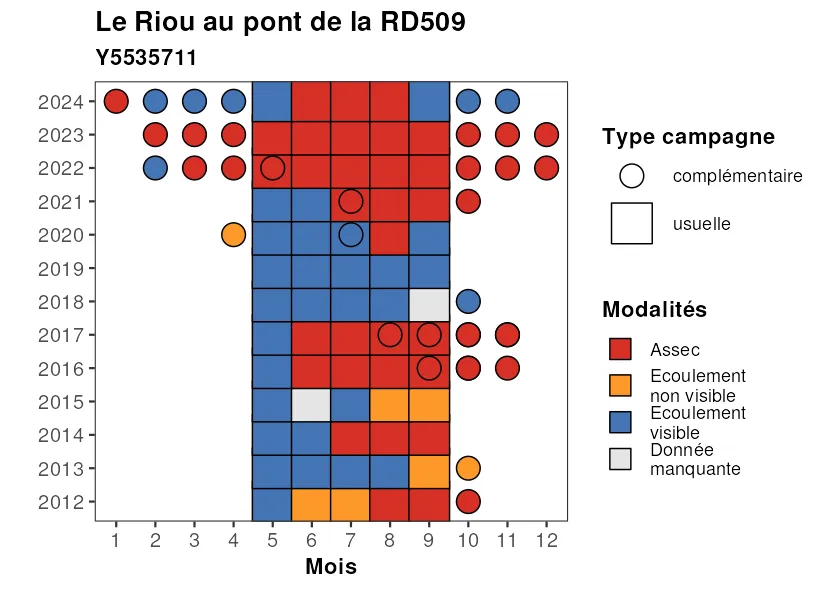 Le Riou au pont de la RD509
Y5535711
2024
2023
2022
2021
2020
2019
2018
2017
2016
2015
2014
2013
2012
1 2 3 4 5 6 7 8 9 10 11 12
Mois
Type campagne
complémentaire
usuelle
Modalités
Assec
Ecoulement
non visible
Ecoulement
visible
Donnée
manquante